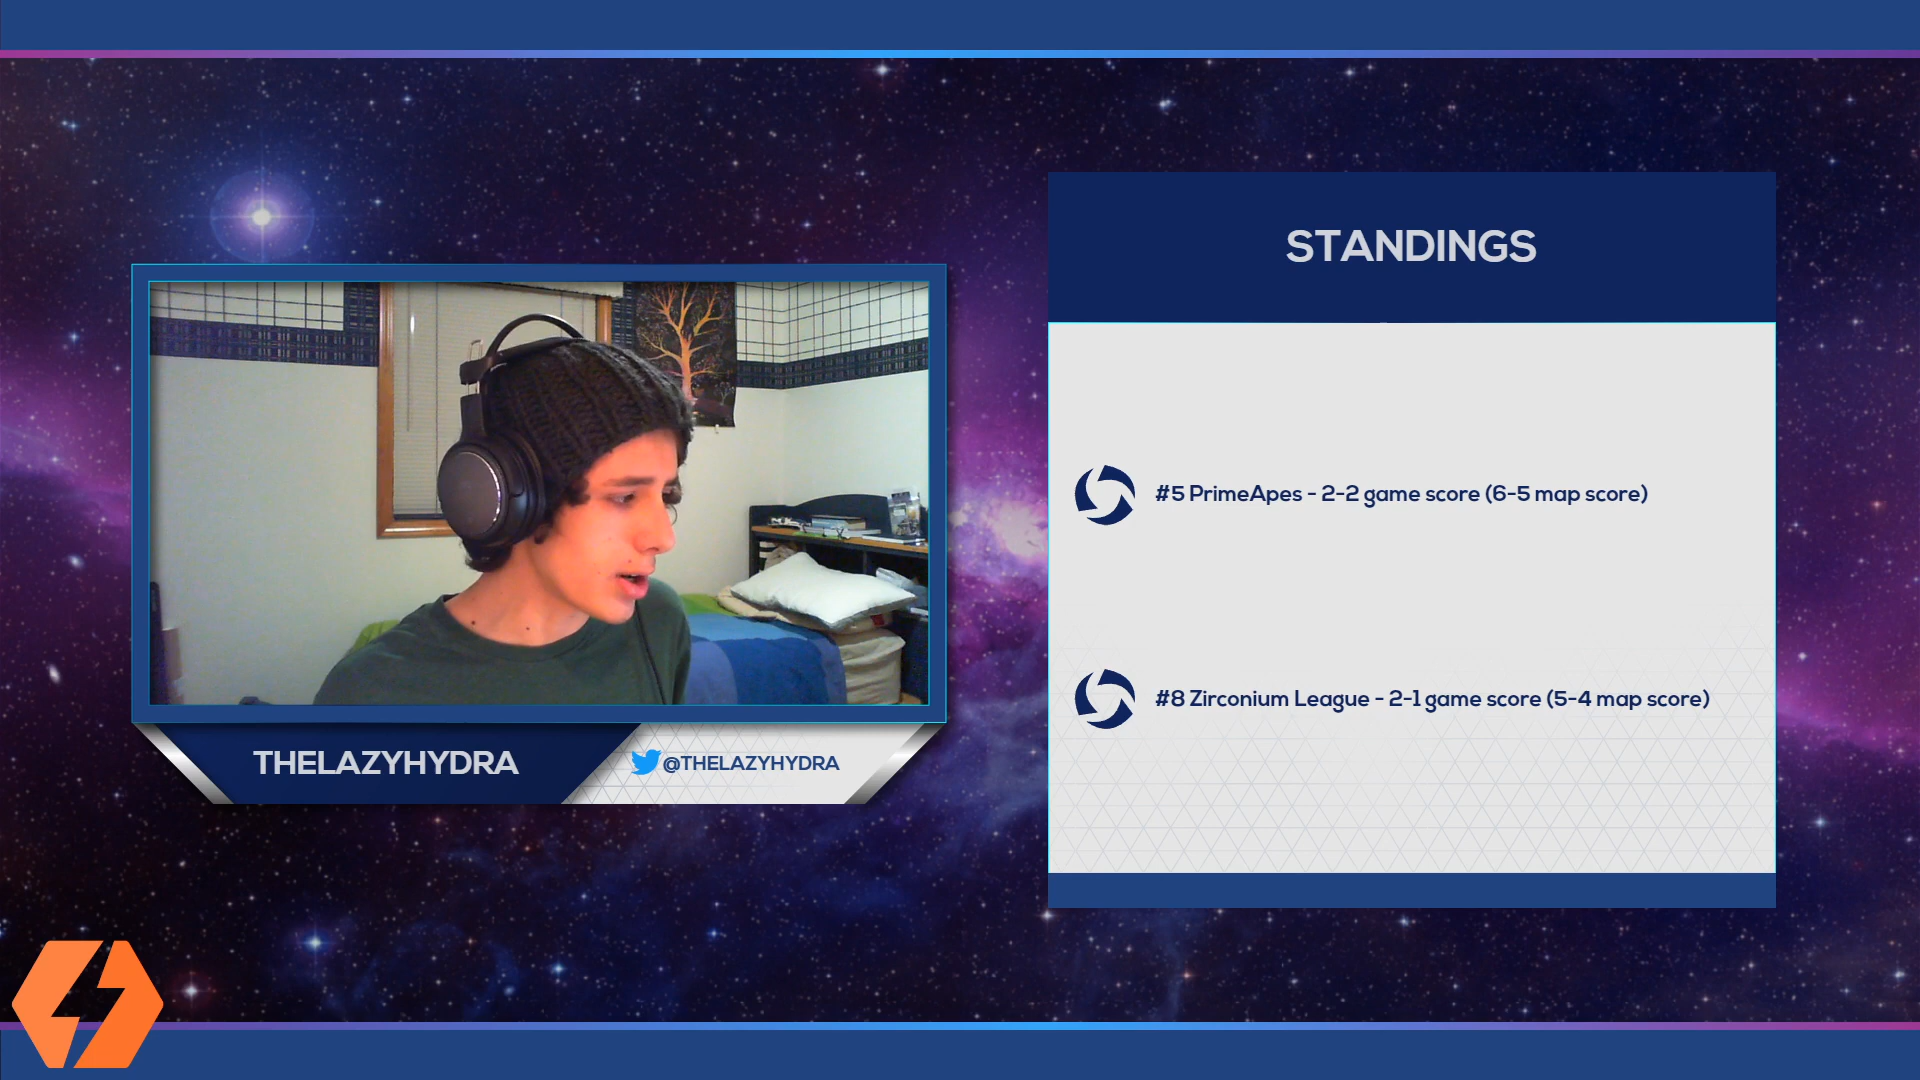 STANDINGS
#5 PrimeApes - 2-2 game score (6-5 map score)
#8 Zirconium League - 2-1 game score (5-4 map score)
THELAZYHYDRA
@THELAZYHYDRA